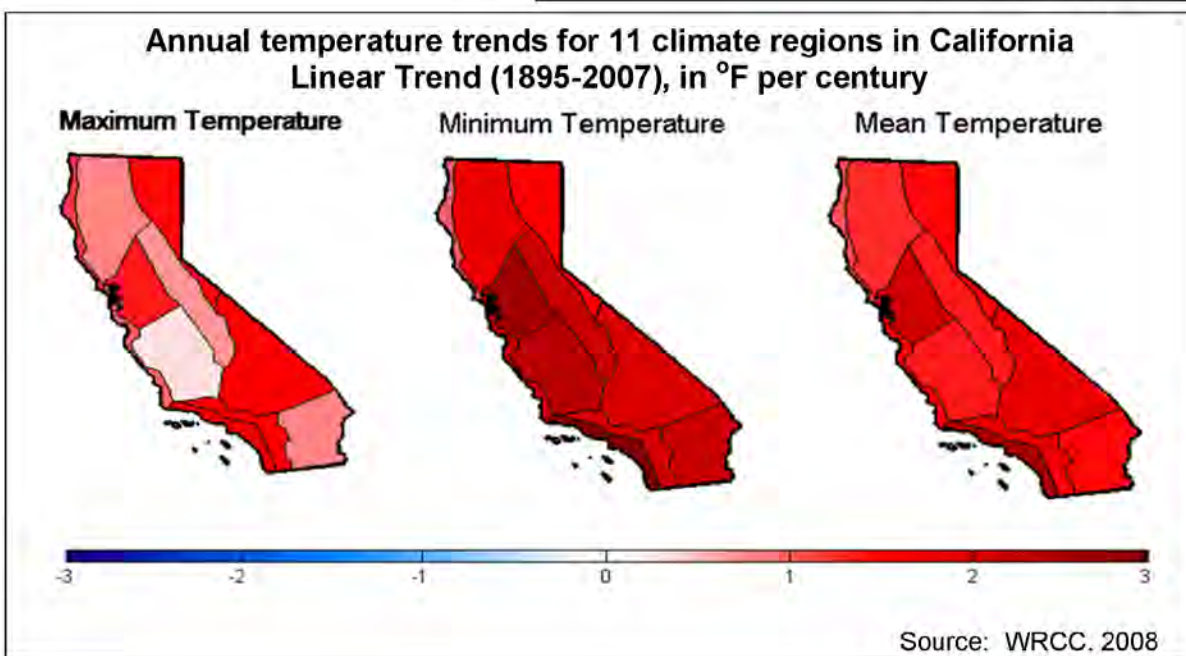 Annual temperature trends for 11 climate regions in California
Linear Trend (1895-2007), in °F per century
Maximum Temperature Minimum Temperature Mean Temperature
-3 -2 -1 0 1 2 3
Source: WRCC. 2008